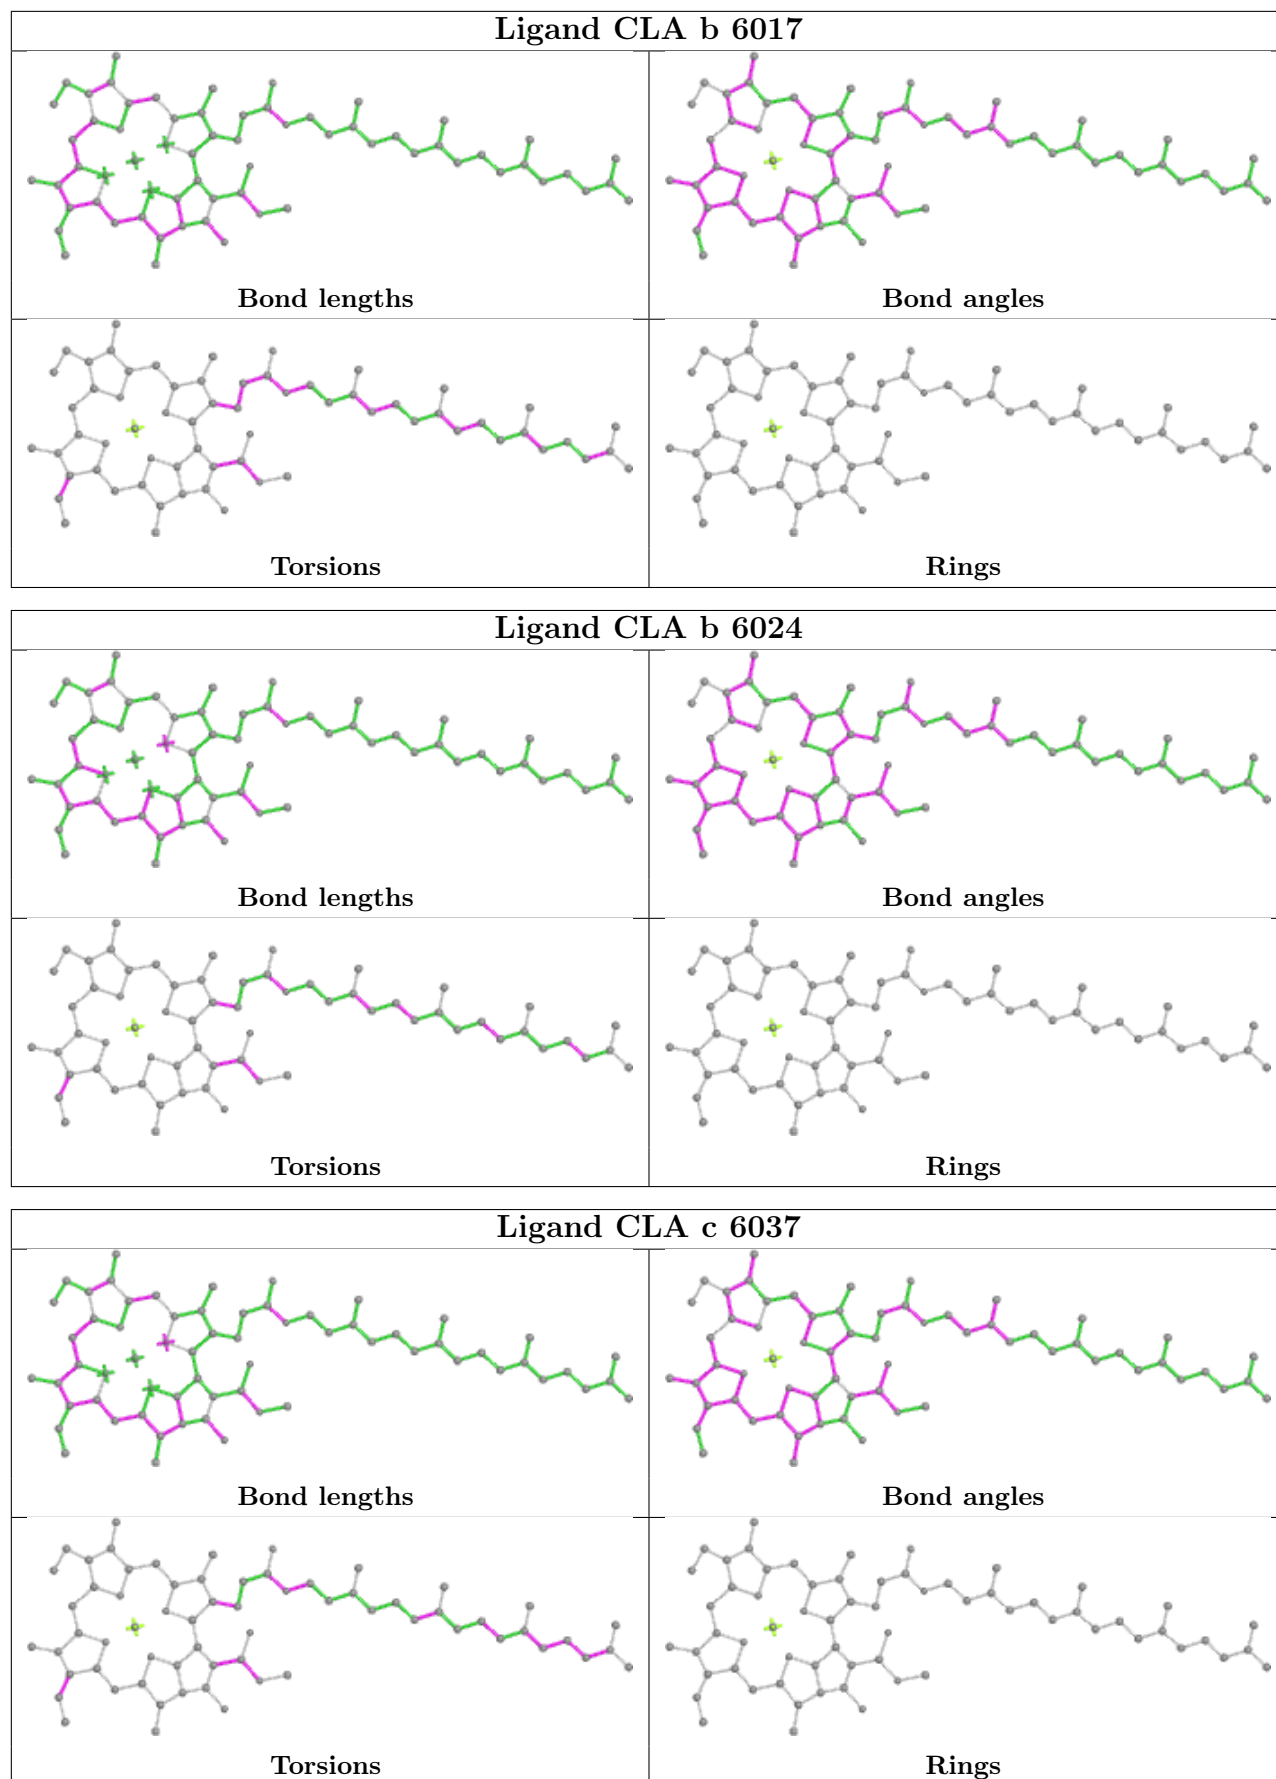 Ligand CLA b 6017
Bond lengths
Bond angles
Torsions
Rings
Ligand CLA b 6024
Bond lengths
Bond angles
Torsions
Rings
Ligand CLA c 6037
Bond lengths
Bond angles
Torsions
Rings